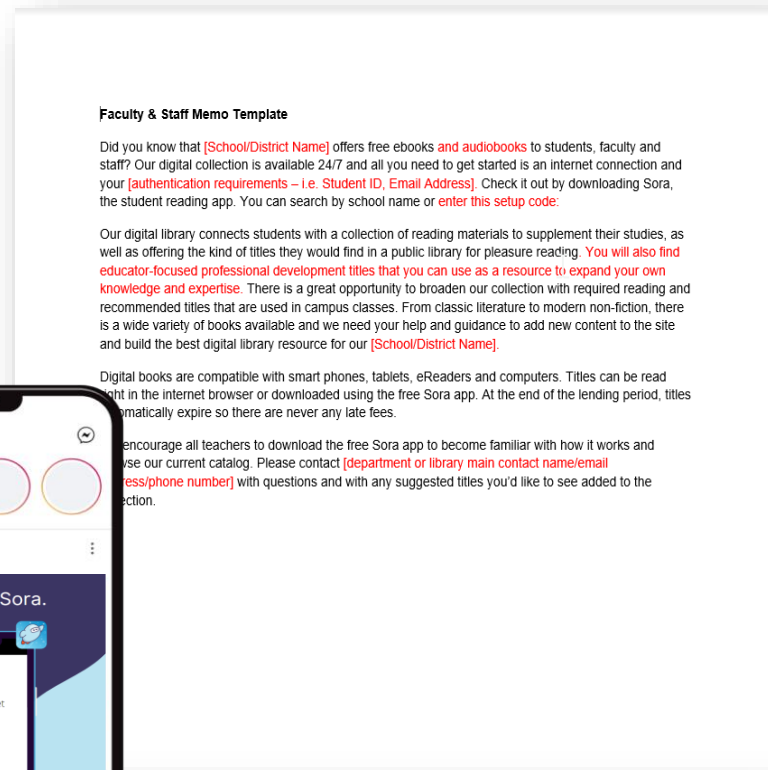 Faculty & Staff Memo Template
Did you know that [School/District Name] offers free ebooks and audiobooks to students, faculty and
staff? Our digital collection is available 24/7 and all you need to get started is an internet connection and
your [authentication requirements – i.e. Student ID, Email Address]. Check it out by downloading Sora,
the student reading app. You can search by school name or enter this setup code:
Our digital library connects students with a collection of reading materials to supplement their studies, as
well as offering the kind of titles they would find in a public library for pleasure reading. You will also find
educator-focused professional development titles that you can use as a resource to expand your own
knowledge and expertise. There is a great opportunity to broaden our collection with required reading and
recommended titles that are used in campus classes. From classic literature to modern non-fiction, there
is a wide variety of books available and we need your help and guidance to add new content to the site
and build the best digital library resource for our [School/District Name].
Digital books are compatible with smart phones, tablets, eReaders and computers. Titles can be read
ght in the internet browser or downloaded using the free Sora app. At the end of the lending period, titles
omatically expire so there are never any late fees.
encourage all teachers to download the free Sora app to become familiar with how it works and
wse our current catalog. Please contact [department or library main contact name/email
ress/phone number] with questions and with any suggested titles you'd like to see added to the
ection.
Sora.